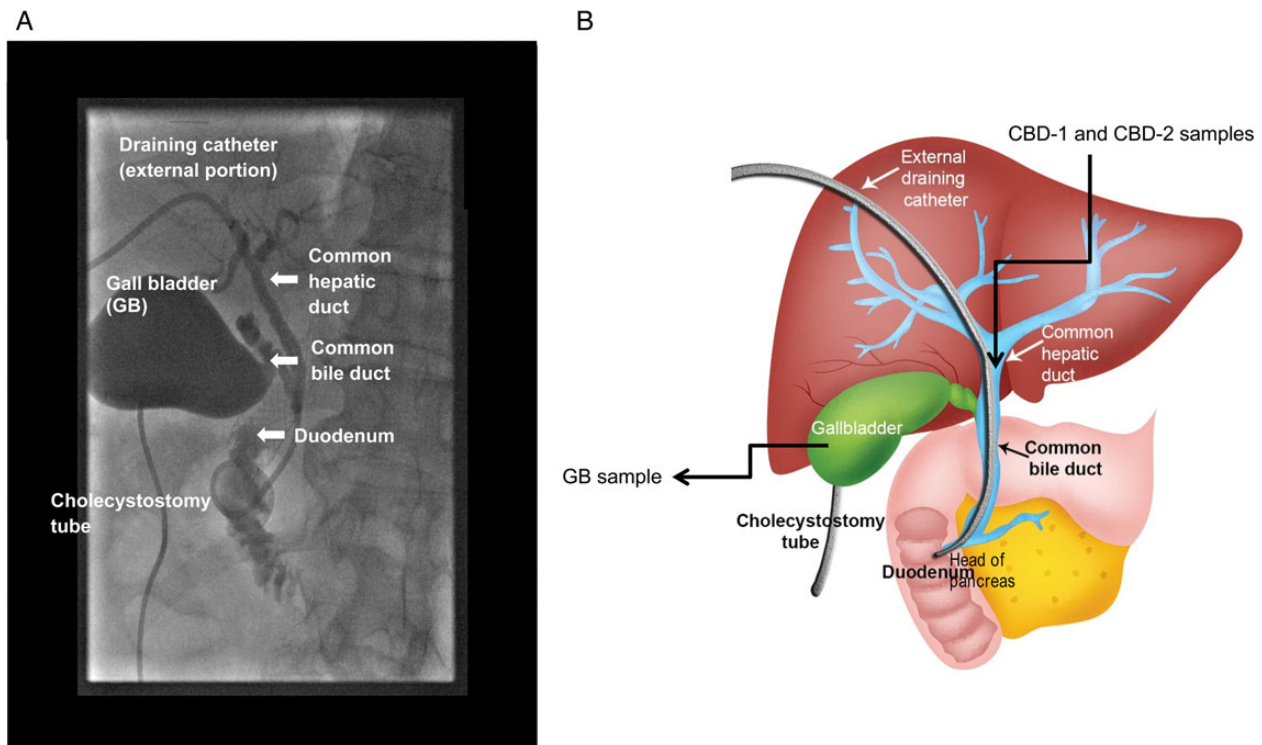 A
Draining catheter
(external portion)
Common
hepatic
duct
Gall bladder
(GB)
Common
bile duct
Duodenum
Cholecystostomy
tube
B
CBD-1 and CBD-2 samples
External
draining
catheter
Common
hepatic
duct
Gallbladder
Common
bile duct
GB sample
Cholecystostomy
tube
Duodenum
Head of
pancreas